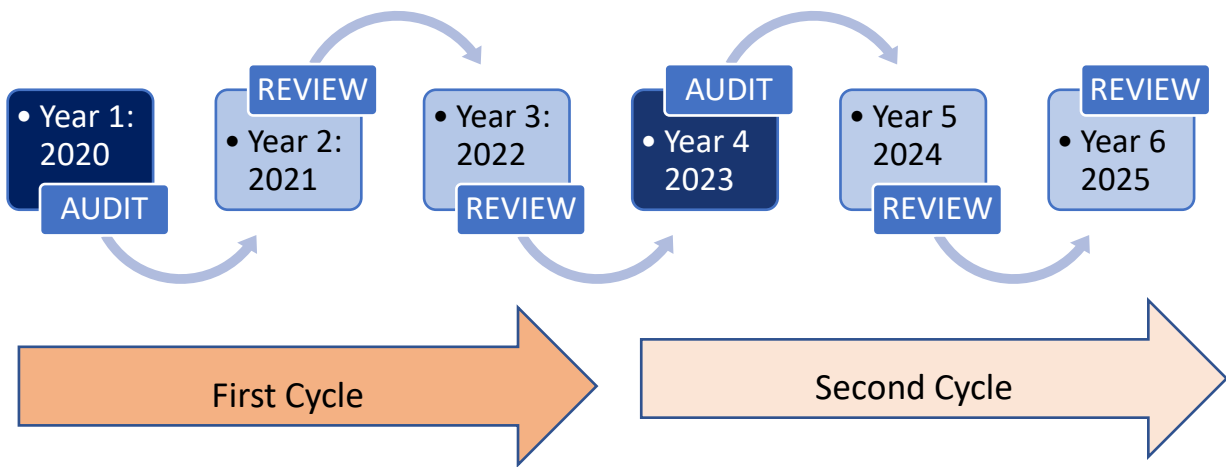 • Year 1:
2020
AUDIT
REVIEW
• Year 2:
2021
• Year 3:
2022
REVIEW
AUDIT
• Year 4
2023
• Year 5
2024
REVIEW
REVIEW
• Year 6
2025
First Cycle
Second Cycle